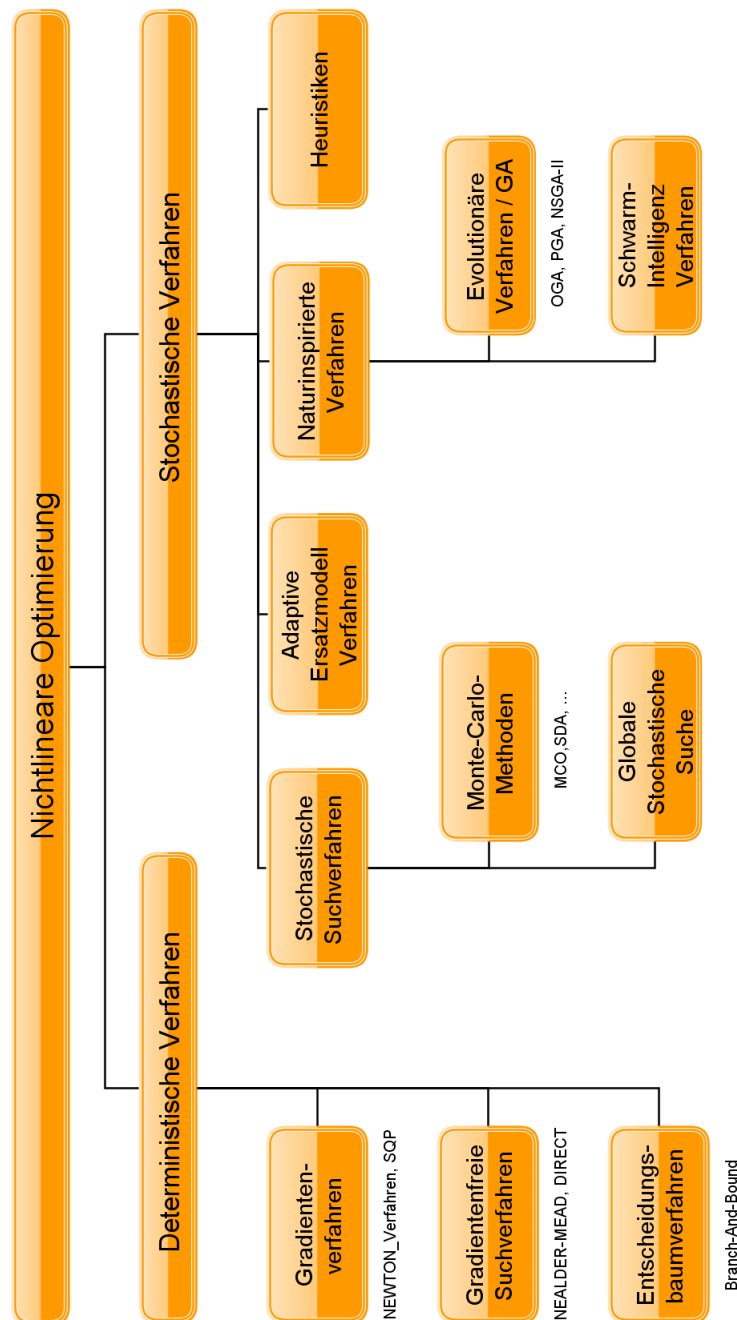 Nichtlineare Optimierung
Deterministische Verfahren
Stochastische Verfahren
Gradienten-
verfahren
NEWTON_Verfahren, SQP
Gradientenfreie
Suchverfahren
NEALDER-MEAD, DIRECT
Entscheidungs-
baumverfahren
Branch-And-Bound
Stochastische
Suchverfahren
Monte-Carlo-
Methoden
MCO,SDA, ...
Globale
Stochastische
Suche
Adaptive
Ersatzmodell
Verfahren
Naturinspirierte
Verfahren
Evolutionäre
Verfahren / GA
OGA, PGA, NSGA-II
Schwarm-
Intelligenz
Verfahren
Heuristiken